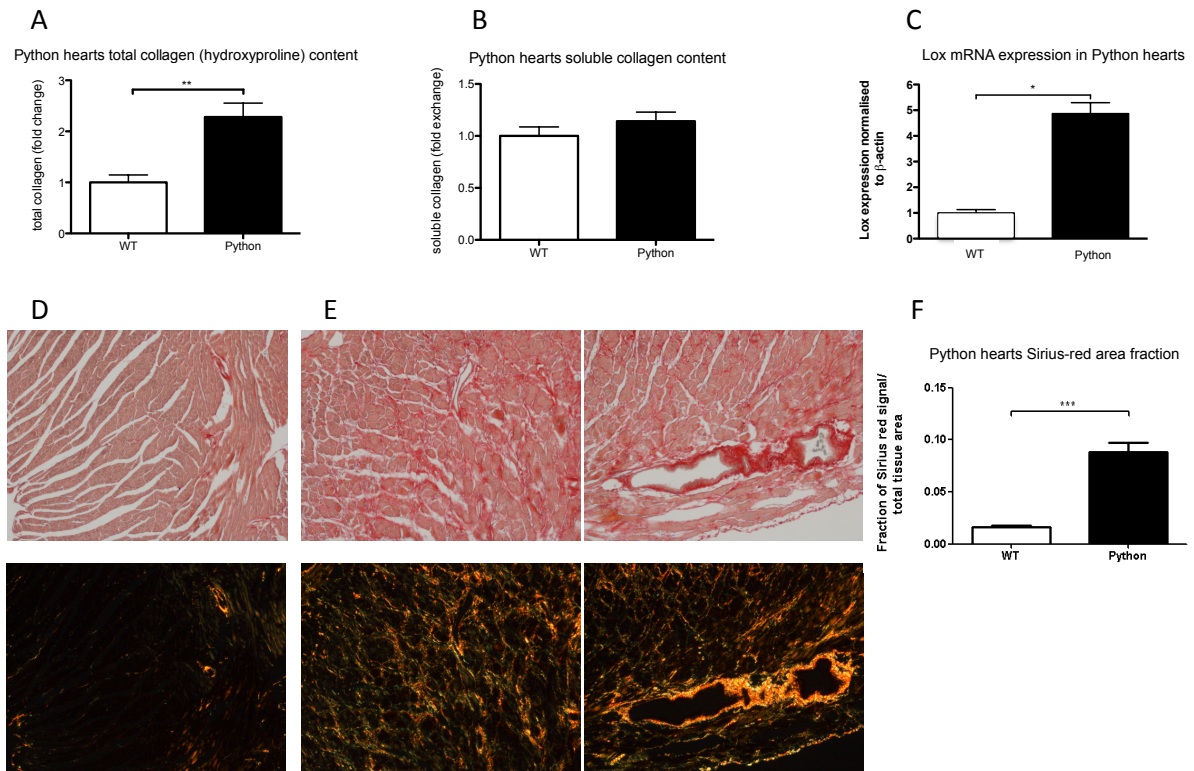 A
Python hearts total collagen (hydroxyproline) content
total collagen (fold change)
3
2
1
0
**
WT
Python
B
Python hearts soluble collagen content
soluble collagen (fold exchange)
1.5
1.0
0.5
0.0
WT
Python
C
Lox mRNA expression in Python hearts
Lox expression normalised
to β-actin
6
5
4
3
2
1
0
*
WT
Python
D
E
F
Python hearts Sirius-red area fraction
Fraction of Sirius red signal/
total tissue area
0.15
0.10
0.05
0.00
***
WT
Python